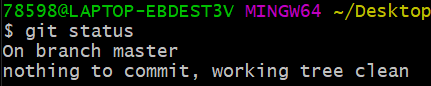 78598@LAPTOP-EBDEST3V MINGW64 ~/Desktop
$ git status
On branch master
nothing to commit, working tree clean